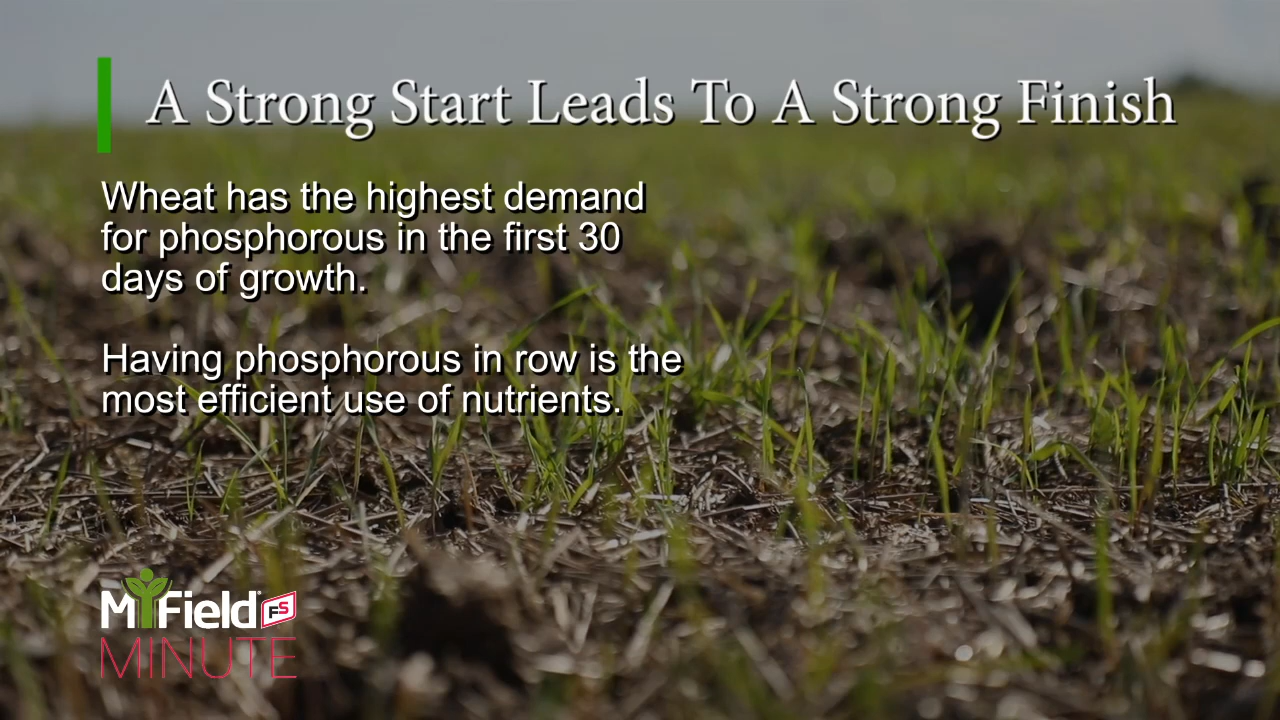 A Strong Start Leads To A Strong Finish
Wheat has the highest demand
for phosphorous in the first 30
days of growth.
Having phosphorous in row is the
most efficient use of nutrients.
MyField FS
MINUTE